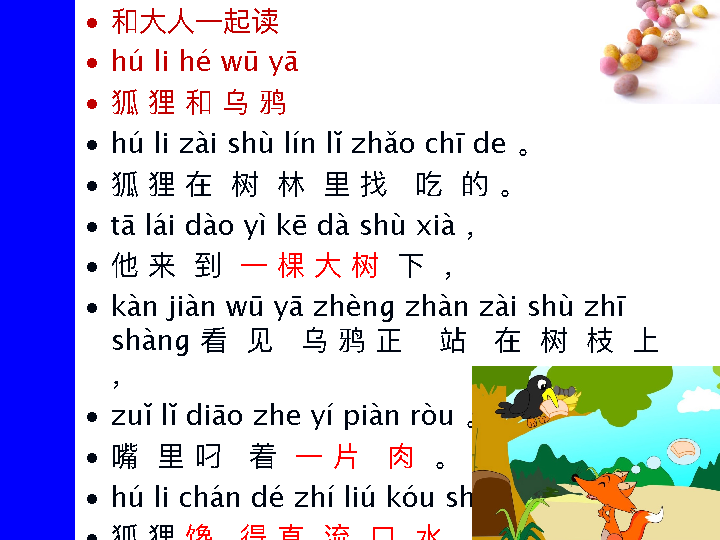 和大人一起读
hú li hé wū yā
狐 狸 和 乌 鸦
hú li zài shù lín lǐ zhǎo chī de 。
狐 狸 在 树 林 里 找 吃 的 。
tā lái dào yì kē dà shù xià ,
他 来 到 一 棵 大 树 下 ，
kàn jiàn wū yā zhèng zhàn zài shù zhī
shàng 看 见 乌 鸦 正 站 在 树 枝 上
，
zuǐ lǐ diāo zhe yí piàn ròu 。
嘴 里 叼 着 一 片 肉 。
hú li chán dé zhí liú kóu sh
狐 狸 馋 得 直 流 口 水